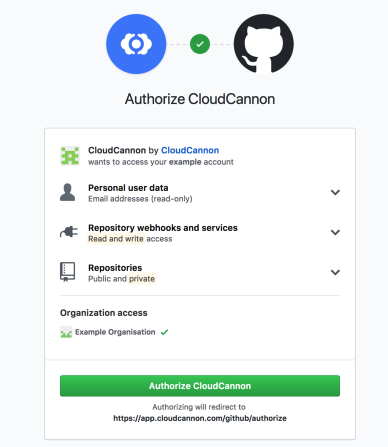 Authorize CloudCannon
CloudCannon by CloudCannon
wants to access your example account
Personal user data
Email addresses (read-only)
Repository webhooks and services
Read and write access
Repositories
Public and private
Organization access
Example Organisation
Authorize CloudCannon
Authorizing will redirect to
https://app.cloudcannon.com/github/authorize